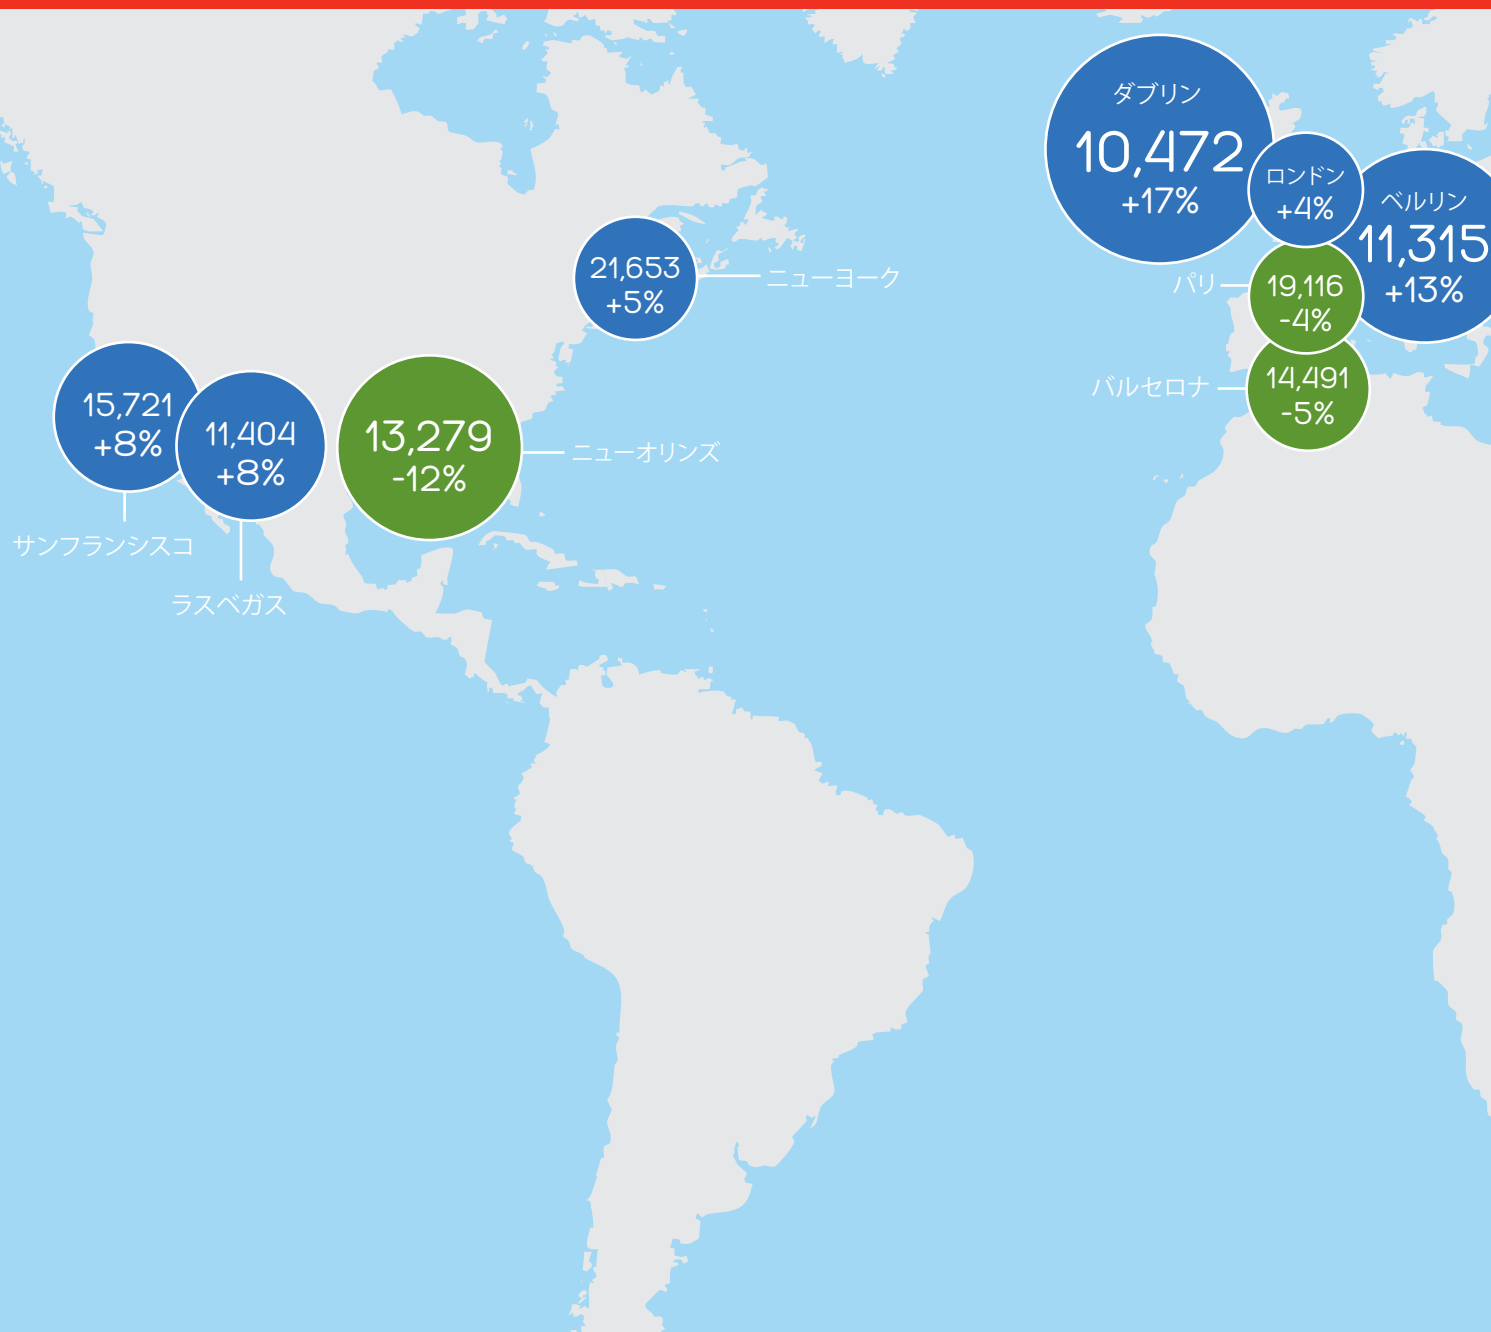 ダブリン
10,472
+17%
ロンドン
+4%
ベルリン
11,315
+13%
21,653
+5%
ニューヨーク
パリ
19,116
-4%
バルセロナ
14,491
-5%
15,721
+8%
サンフランシスコ
11,404
+8%
ラスベガス
13,279
-12%
ニューオリンズ